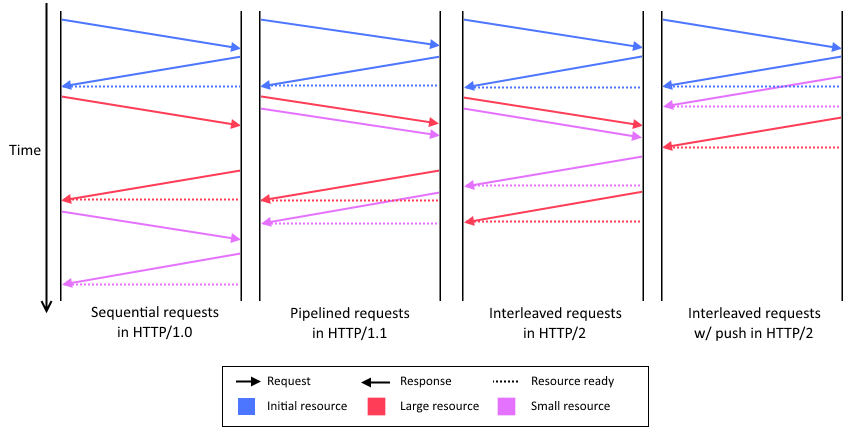 Time
Sequential requests
in HTTP/1.0
Pipelined requests
in HTTP/1.1
Interleaved requests
in HTTP/2
Interleaved requests
w/ push in HTTP/2
Request
Response
Resource ready
Initial resource
Large resource
Small resource